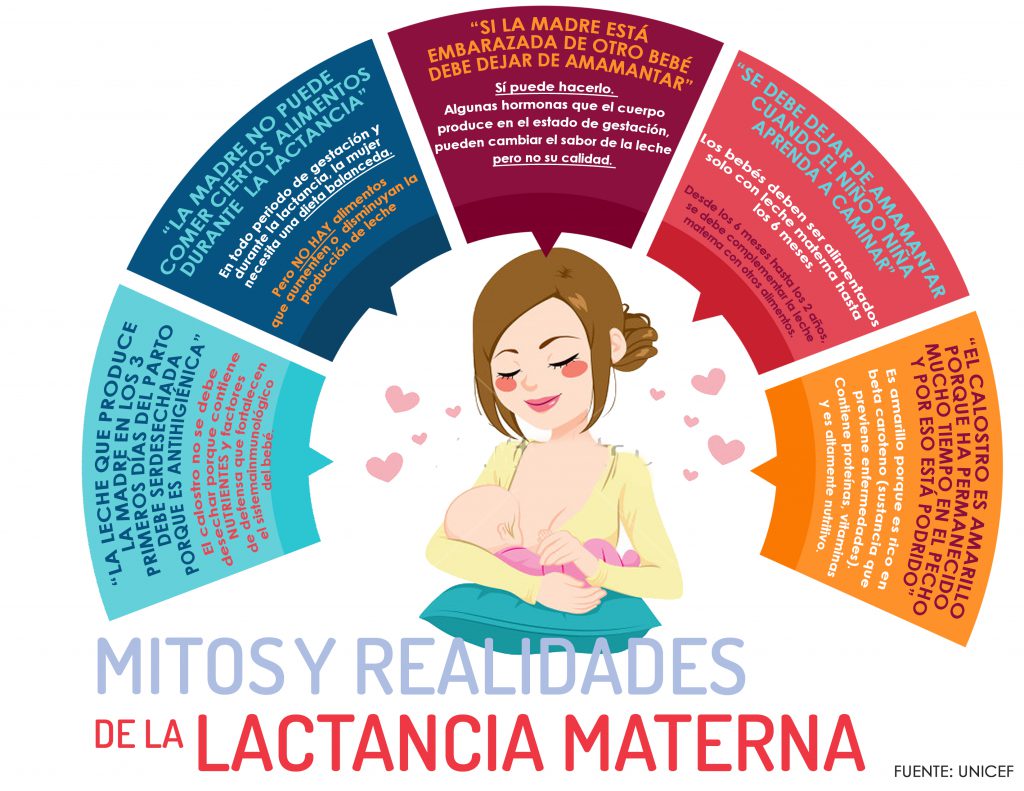 “LA LECHE QUE PRODUCE
LA MADRE EN LOS 3
PRIMEROS DÍAS DEL PARTO
DEBE SERDESECHADA
PORQUE ES ANTIHIGIÉNICA”
El calostro no se debe
desechar porque contiene
NUTRIENTES y factores
de defensa que fortalecen
el sistemainmunológico
del bebé.
“LA MADRE NO PUEDE
COMER CIERTOS ALIMENTOS
DURANTE LA LACTANCIA”
En todo periodo de gestación y
durante la lactancia, la mujer
necesita una dieta balanceda.
Pero NO HAY alimentos
que aumenten o disminuyan la
producción de leche
“SI LA MADRE ESTÁ
EMBARAZADA DE OTRO BEBÉ
DEBE DEJAR DE AMAMANTAR”
Sí puede hacerlo.
Algunas hormonas que el cuerpo
produce en el estado de gestación,
pueden cambiar el sabor de la leche
pero no su calidad.
“SE DEBE DEJAR DE AMAMANTAR
CUANDO EL NIÑO O NIÑA
APRENDA A CAMINAR”
Los bebés deben ser alimentados
solo con leche materna hasta
los 6 meses.
Desde los 6 meses hasta los 2 años,
se debe complementar la leche
materna con otros alimentos.
“EL CALOSTRO ES AMARILLO
PORQUE HA PERMANECIDO
MUCHO TIEMPO EN EL PECHO
Y POR ESO ESTÁ PODRIDO”
Es amarillo porque es rico en
beta caroteno (sustancia que
previene enfermedades).
Contiene proteínas, vitaminas
y es altamente nutritivo.
MITOS Y REALIDADES
DE LA LACTANCIA MATERNA
FUENTE: UNICEF